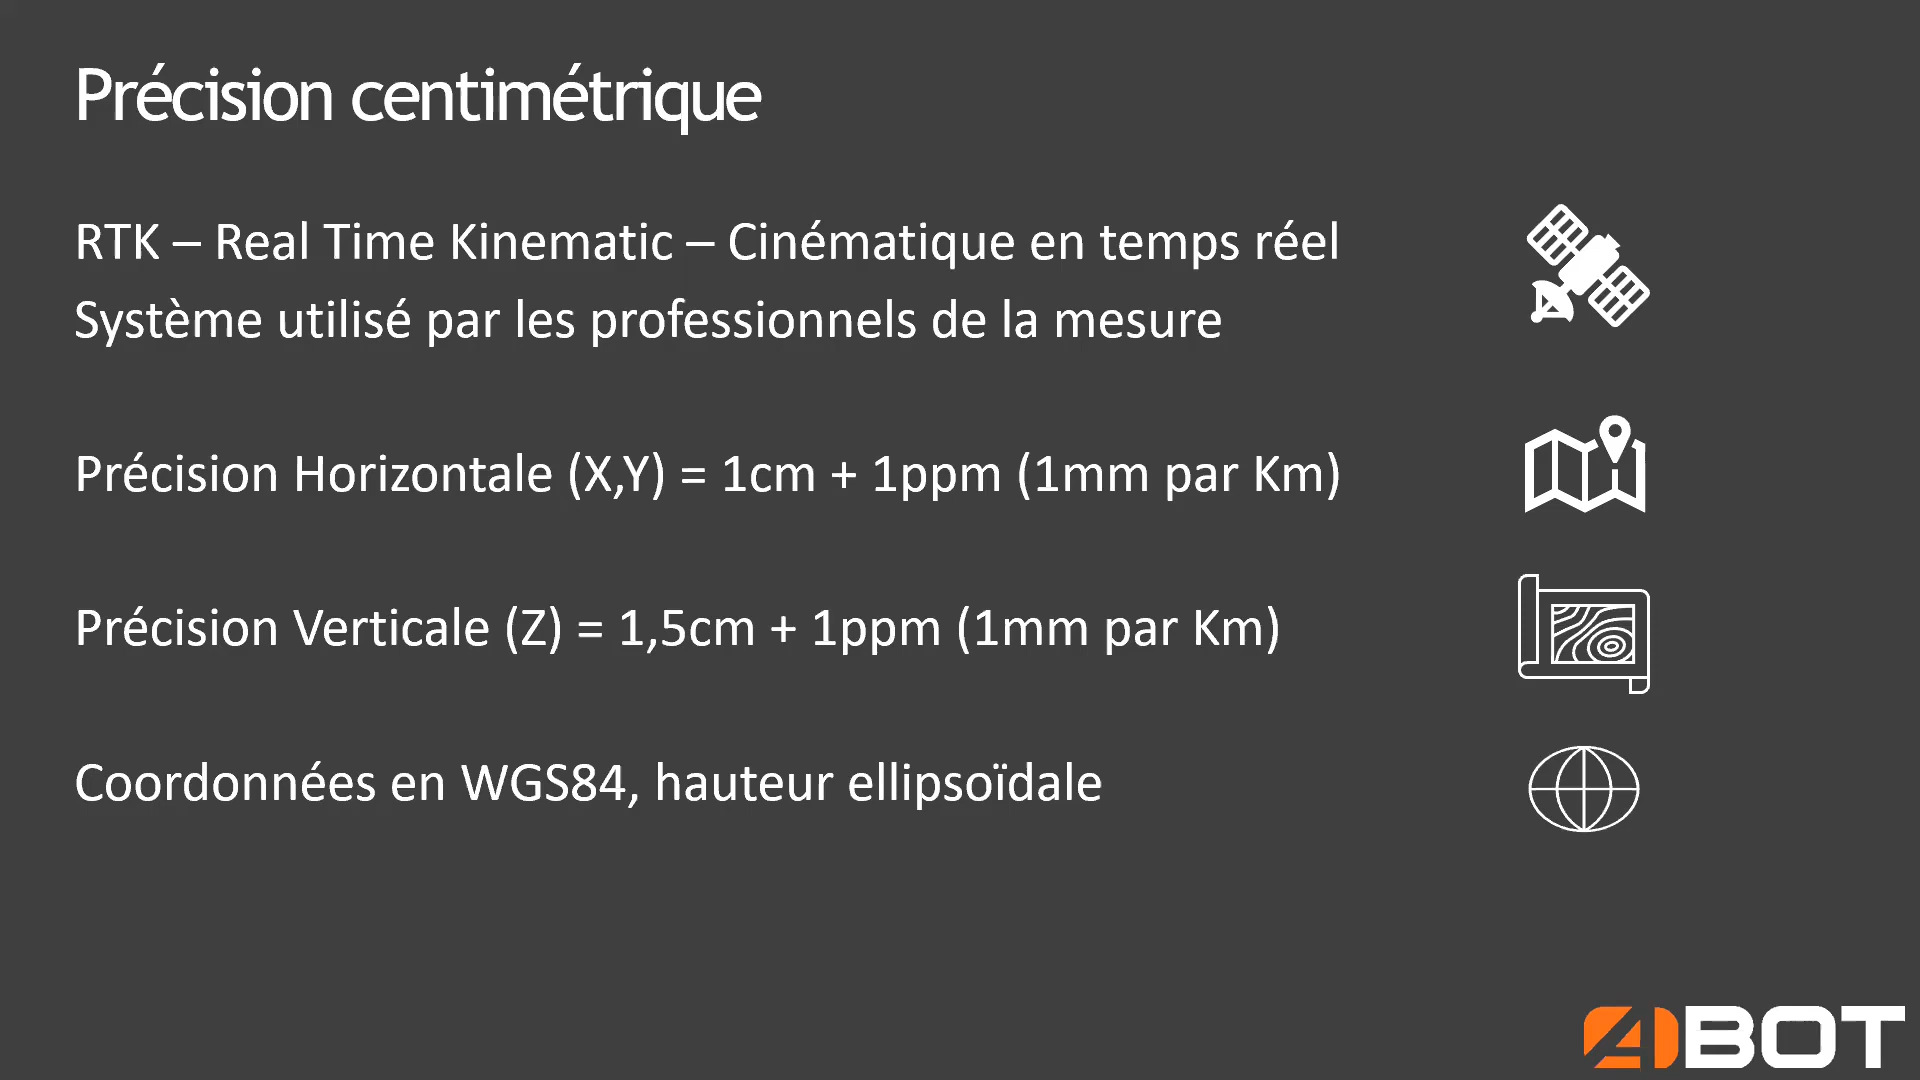 Précision centimétrique
RTK – Real Time Kinematic – Cinématique en temps réel
Système utilisé par les professionnels de la mesure
Précision Horizontale (X,Y) = 1cm + 1ppm (1mm par Km)
Précision Verticale (Z) = 1,5cm + 1ppm (1mm par Km)
Coordonnées en WGS84, hauteur ellipsoïdale
4DBOT